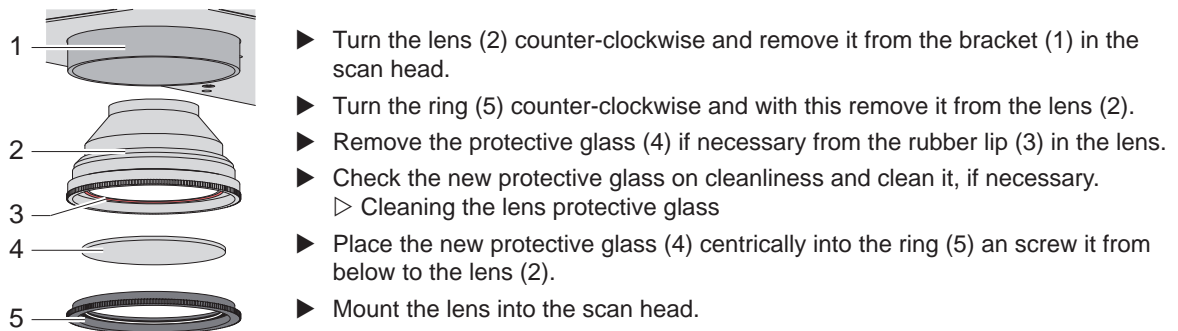 1
2
3
4
5
▶ Turn the lens (2) counter-clockwise and remove it from the bracket (1) in the
scan head.
▶ Turn the ring (5) counter-clockwise and with this remove it from the lens (2).
▶ Remove the protective glass (4) if necessary from the rubber lip (3) in the lens.
▶ Check the new protective glass on cleanliness and clean it, if necessary.
▷ Cleaning the lens protective glass
▶ Place the new protective glass (4) centrically into the ring (5) an screw it from
below to the lens (2).
▶ Mount the lens into the scan head.